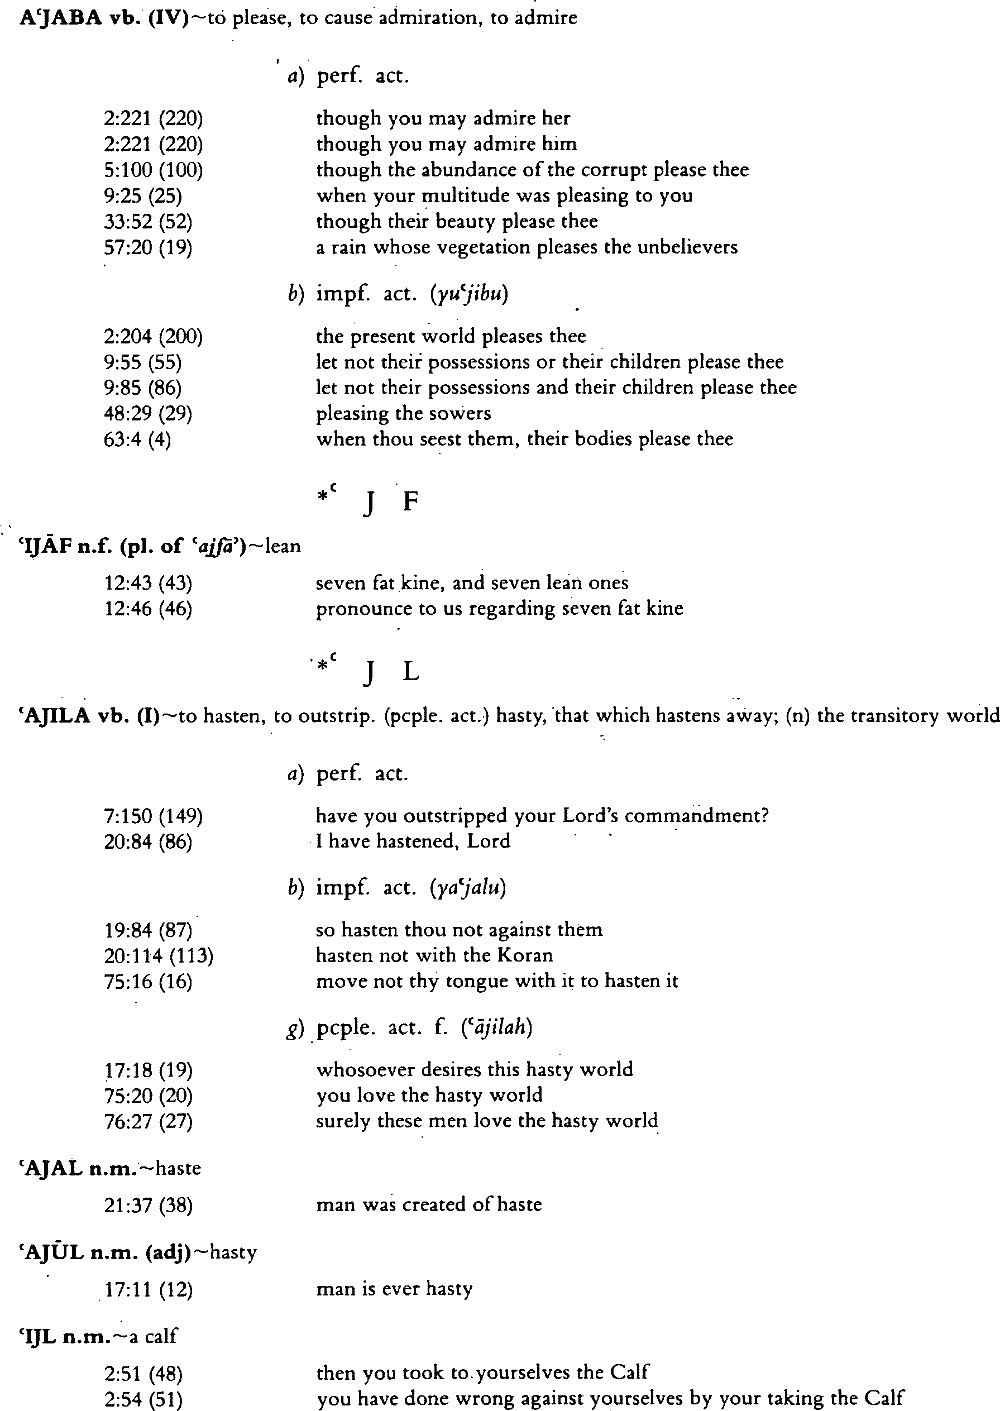 AʿJABA vb. (IV)~to please, to cause admiration, to admire
a) perf. act.
2:221 (220) though you may admire her
2:221 (220) though you may admire him
5:100 (100) though the abundance of the corrupt please thee
9:25 (25) when your multitude was pleasing to you
33:52 (52) though their beauty please thee
57:20 (19) a rain whose vegetation pleases the unbelievers
b) impf. act. (yuʿjibu)
2:204 (200) the present world pleases thee
9:55 (55) let not their possessions or their children please thee
9:85 (86) let not their possessions and their children please thee
48:29 (29) pleasing the sowers
63:4 (4) when thou seest them, their bodies please thee
*ʿ J F
ʿIJĀF n.f. (pl. of ʿajfāʾ)~lean
12:43 (43) seven fat kine, and seven lean ones
12:46 (46) pronounce to us regarding seven fat kine
*ʿ J L
ʿAJILA vb. (I)~to hasten, to outstrip. (pcple. act.) hasty, that which hastens away; (n) the transitory world
a) perf. act.
7:150 (149) have you outstripped your Lord's commandment?
20:84 (86) I have hastened, Lord
b) impf. act. (yaʿjalu)
19:84 (87) so hasten thou not against them
20:114 (113) hasten not with the Koran
75:16 (16) move not thy tongue with it to hasten it
g) pcple. act. f. (ʿājilah)
17:18 (19) whosoever desires this hasty world
75:20 (20) you love the hasty world
76:27 (27) surely these men love the hasty world
ʿAJAL n.m.~haste
21:37 (38) man was created of haste
ʿAJŪL n.m. (adj)~hasty
17:11 (12) man is ever hasty
ʿIJL n.m.~a calf
2:51 (48) then you took to yourselves the Calf
2:54 (51) you have done wrong against yourselves by your taking the Calf